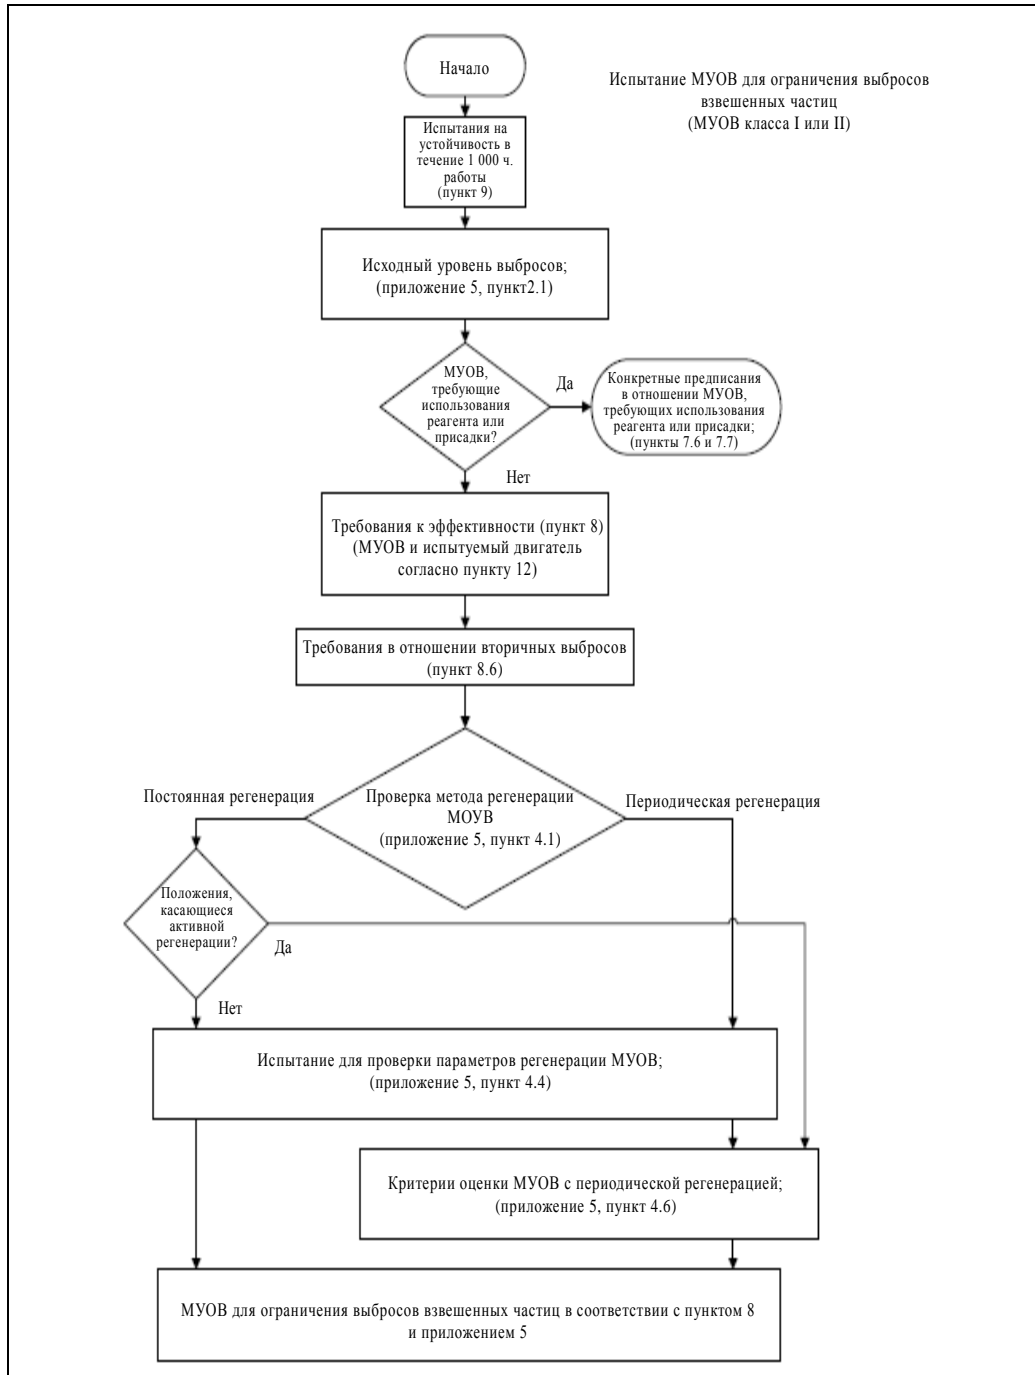 Начало
Испытание МУОВ для ограничения выбросов
взвешенных частиц
(МУОВ класса I или II)
Испытания на
устойчивость в
течение 1 000 ч.
работы
(пункт 9)
Исходный уровень выбросов;
(приложение 5, пункт2.1)
МУОВ,
требующие
использования
реагента или
присадки?
Да
Конкретные предписания
в отношении МУОВ,
требующих использования
реагента или присадки;
(пункты 7.6 и 7.7)
Нет
Требования к эффективности (пункт 8)
(МУОВ и испытуемый двигатель
согласно пункту 12)
Требования в отношении вторичных выбросов
(пункт 8.6)
Постоянная регенерация
Проверка метода регенерации
МОУВ
(приложение 5, пункт 4.1)
Периодическая регенерация
Положения,
касающиеся
активной
регенерации?
Да
Нет
Испытание для проверки параметров регенерации МУОВ;
(приложение 5, пункт 4.4)
Критерии оценки МУОВ с периодической регенерацией;
(приложение 5, пункт 4.6)
МУОВ для ограничения выбросов взвешенных частиц в соответствии с пунктом 8
и приложением 5